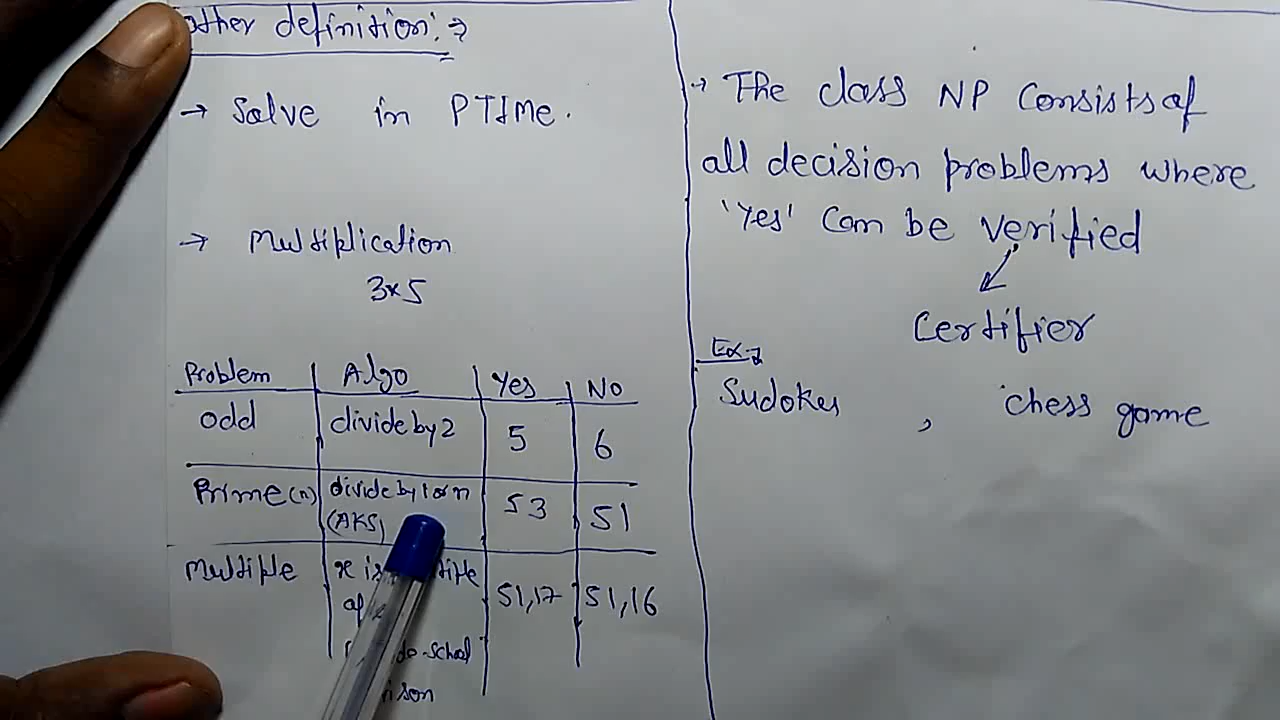 other definition :→
→ Solve in PTIME.
→ Multiplication
3×5
Problem Algo Yes No
odd divide by 2 5 6
Prime(n) divide by 1 or n 53 51
(AKS)
Multiple x is 51,17 51,16
of
School
→ The class NP Consists of
all decision problems where
'Yes' Can be verified
Certifier
Ex→
Sudoku , chess game